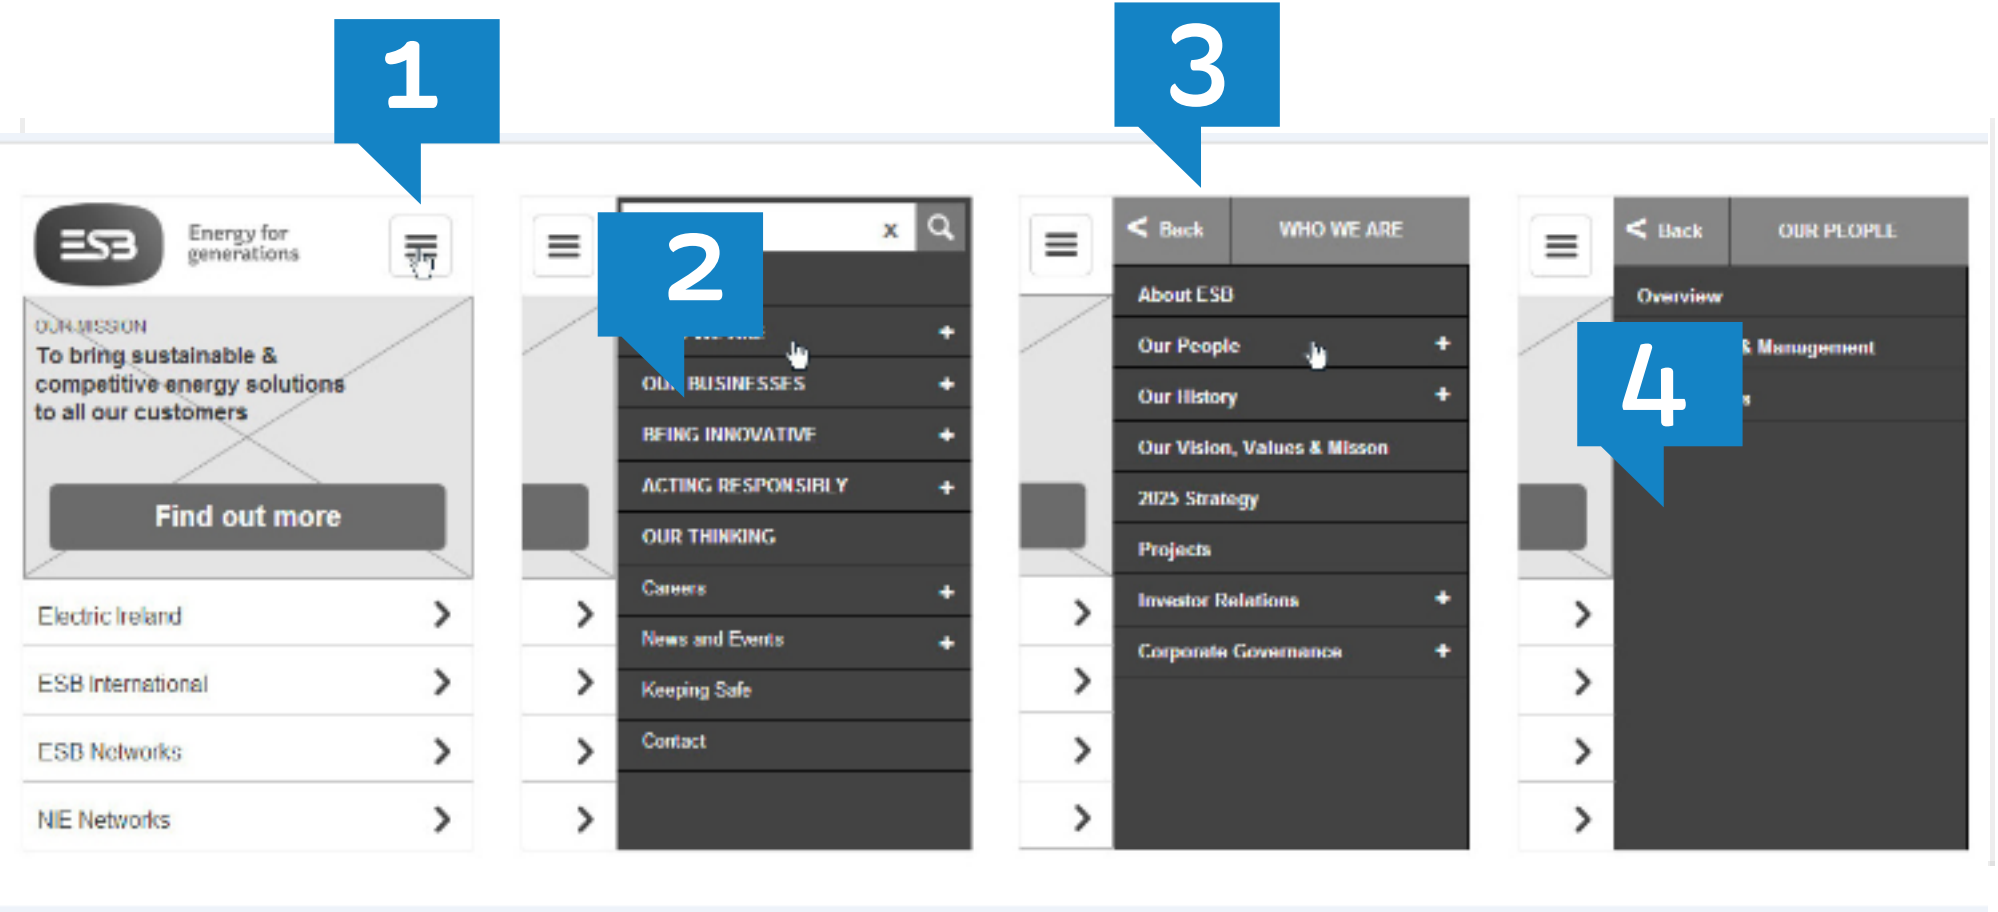 1
3
ESB
Energy for
generations
OUR MISSION
To bring sustainable &
competitive energy solutions
to all our customers
Find out more
Electric Ireland
ESB International
ESB Networks
NIE Networks
2
x
OUR BUSINESSES
+
+
BEING INNOVATIVE +
ACTING RESPONSIBLY +
OUR THINKING
Careers +
News and Events +
Keeping Safe
Contact
< Back WHO WE ARE
About ESB
Our People +
Our History +
Our Vision, Values & Misson
2025 Strategy
Projects
Investor Relations +
Corporate Governance +
< Back OUR PEOPLE
Overview
& Management
4